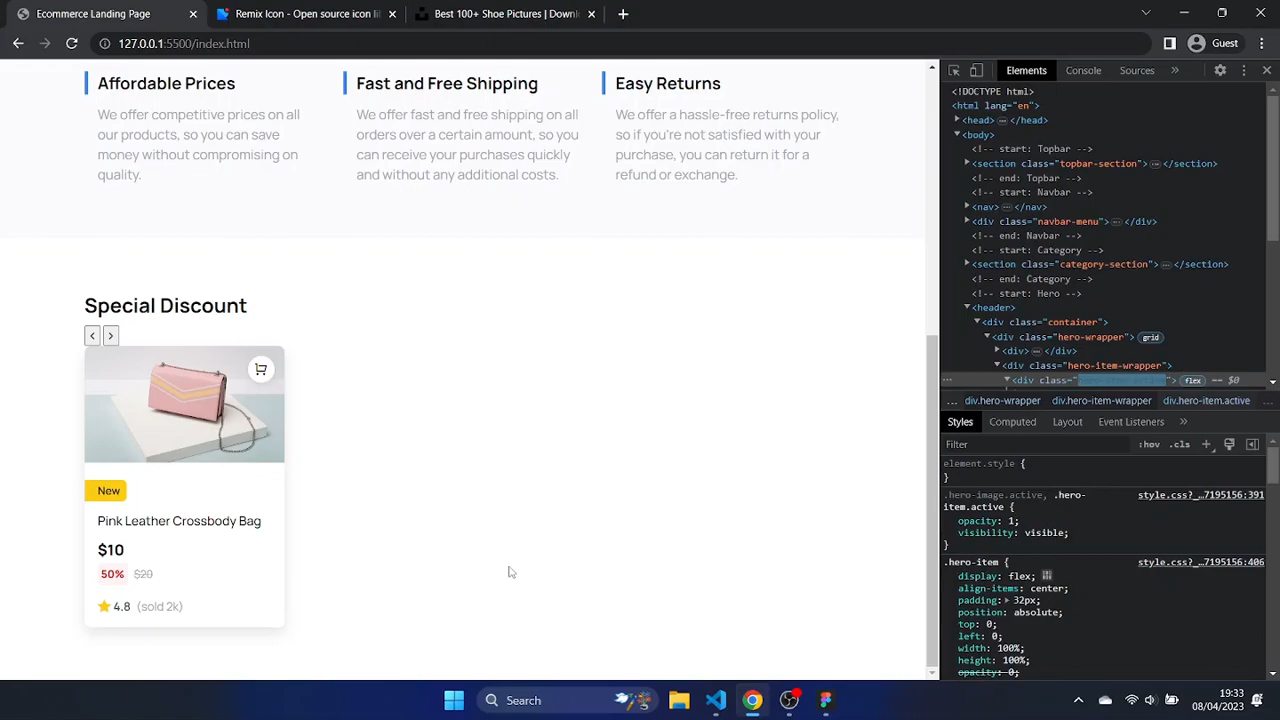 Ecommerce Landing Page
Remix Icon - Open source icon lil
Best 100+ Shoe Pictures | Downl
127.0.0.1:5500/index.html
Guest
Affordable Prices
We offer competitive prices on all
our products, so you can save
money without compromising on
quality.
Fast and Free Shipping
We offer fast and free shipping on all
orders over a certain amount, so you
can receive your purchases quickly
and without any additional costs.
Easy Returns
We offer a hassle-free returns policy,
so if you're not satisfied with your
purchase, you can return it for a
refund or exchange.
Special Discount
New
Pink Leather Crossbody Bag
$10
50% $20
4.8 (sold 2k)
Elements Console Sources
<!DOCTYPE html>
<html lang="en">
<head> </head>
<body>
<!-- start: Topbar -->
<section class="topbar-section"> </section>
<!-- end: Topbar -->
<!-- start: Navbar -->
<nav> </nav>
<div class="navbar-menu"> </div>
<!-- end: Navbar -->
<!-- start: Category -->
<section class="category-section"> </section>
<!-- end: Category -->
<!-- start: Hero -->
<header>
<div class="container">
<div class="hero-wrapper"> grid
<div> </div>
<div class="hero-item-wrapper">
<div class=" "> flex == $0
... div.hero-wrapper div.hero-item-wrapper div.hero-item.active ...
Styles Computed Layout Event Listeners
Filter :hov .cls
element.style {
}
.hero-image.active, .hero- style.css?_…7195156:391
item.active {
opacity: 1;
visibility: visible;
}
.hero-item { style.css?_…7195156:406
display: flex;
align-items: center;
padding: 32px;
position: absolute;
top: 0;
left: 0;
width: 100%;
height: 100%;
opacity: 0;
Search
19:33
08/04/2023